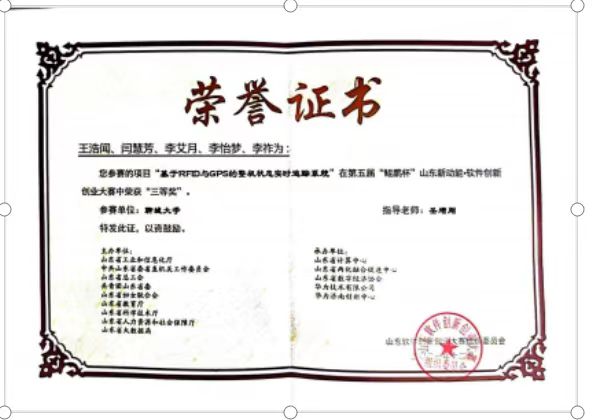 荣誉证书
王浩闻、闫慧芳、李艾月、李怡梦、李祚为：
您参赛的项目“基于RFID与GPS的整机状态实时追踪系统”在第五届“鲲鹏杯”山东新动能·软件创新
创业大赛中荣获“三等奖”。
参赛单位：聊城大学
指导老师：
特发此证，以资鼓励。
主办单位：
山东省工业和信息化厅
中共山东省委省直机关工作委员会
山东省总工会
共青团山东省委
山东省妇女联合会
山东省教育厅
山东省科学技术厅
山东省人力资源和社会保障厅
山东省大数据局
承办单位：
山东省计算中心
山东省两化融合促进中心
山东省数字经济协会
华为技术有限公司
华为济南创新中心
山东软件创新创业大赛组织委员会